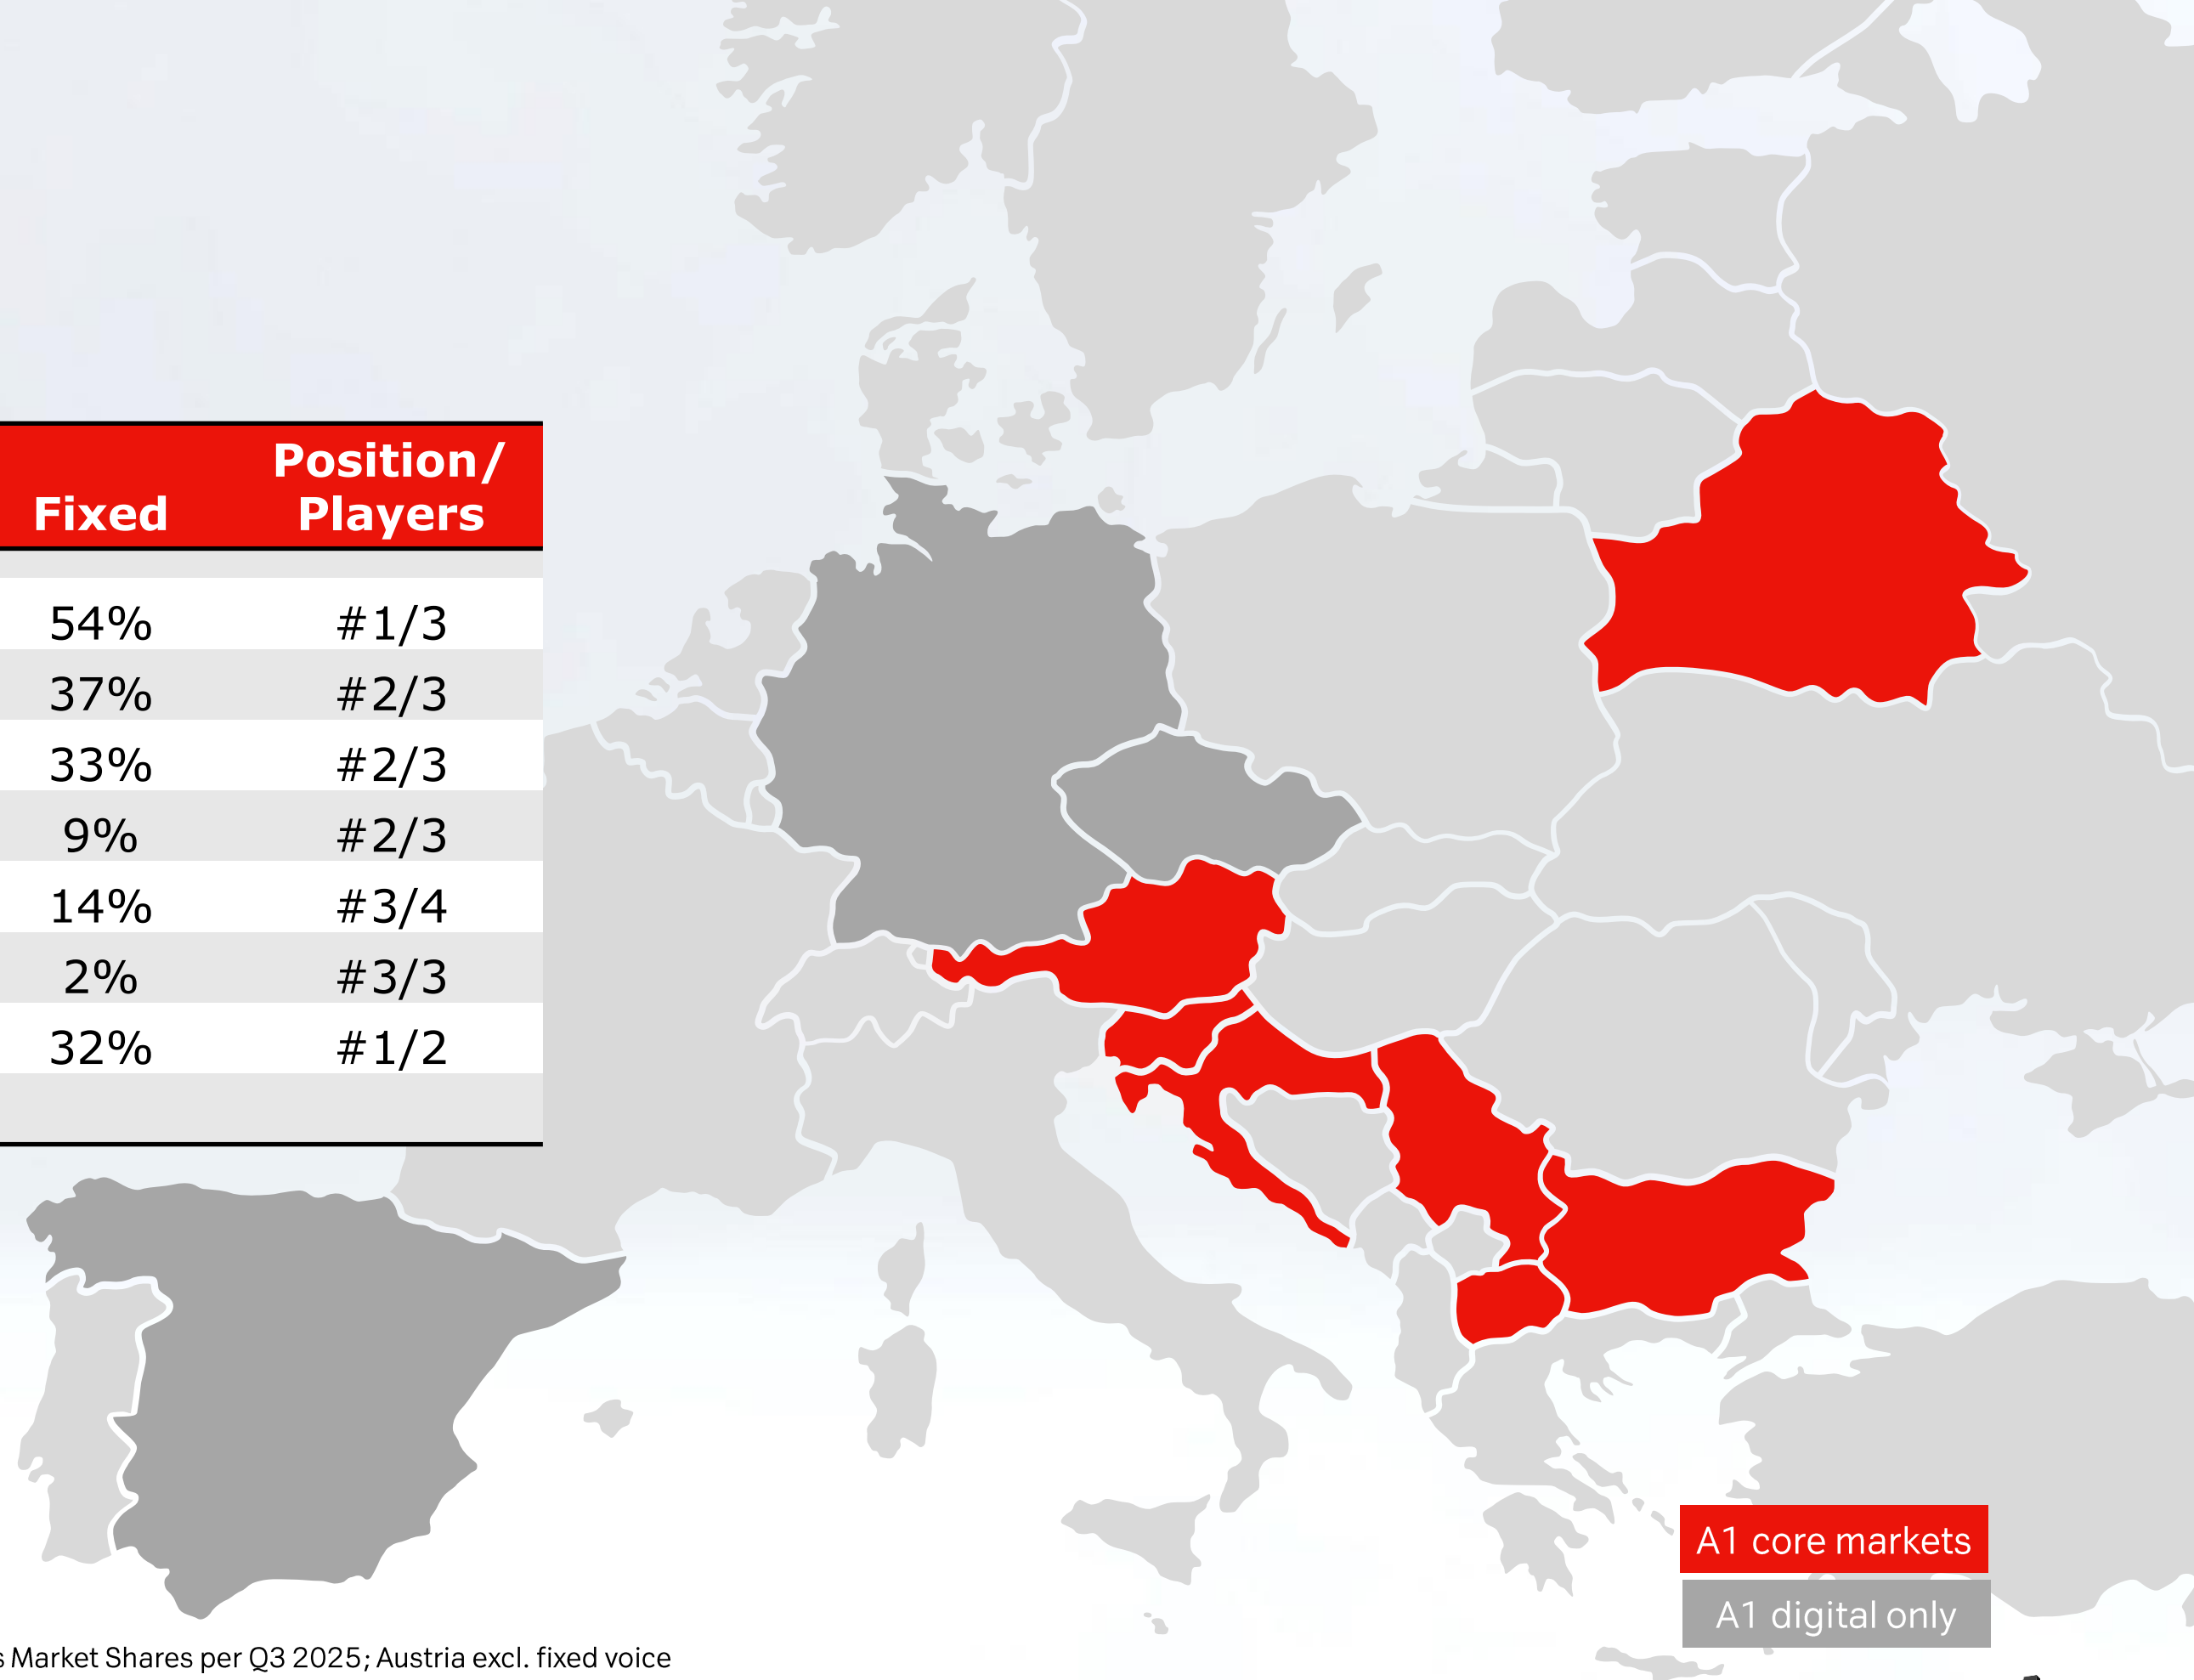 Position/
Fixed Players
54% #1/3
37% #2/3
33% #2/3
9% #2/3
14% #3/4
2% #3/3
32% #1/2
A1 core markets
A1 digital only
Market Shares per Q3 2025; Austria excl. fixed voice